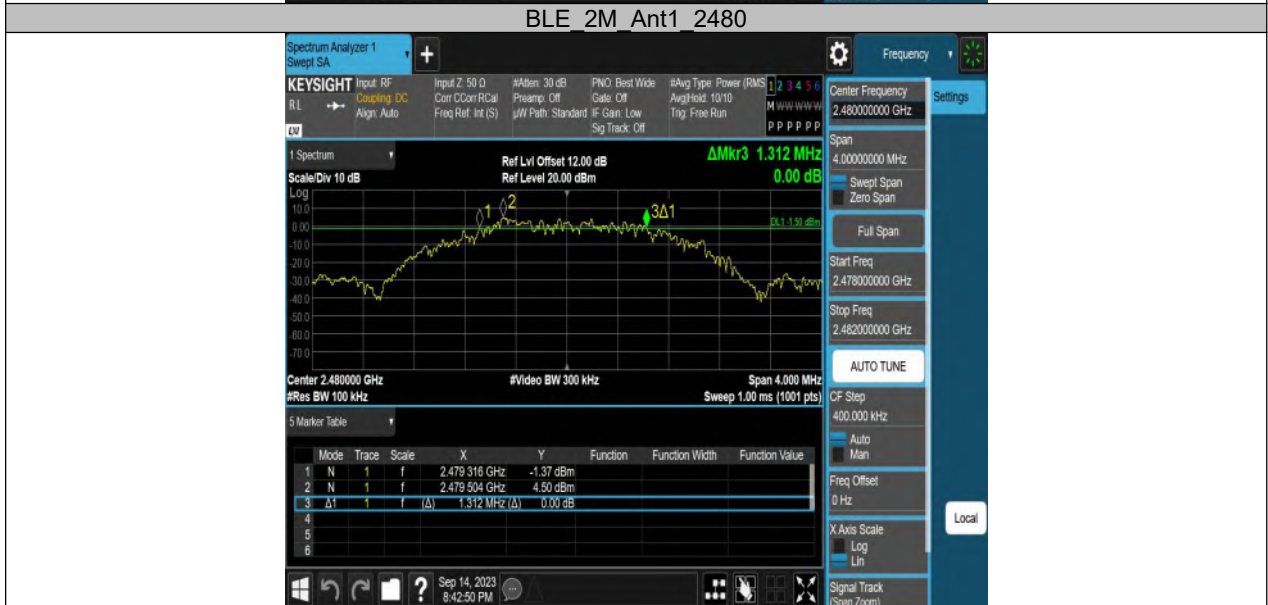 BLE_2M_Ant1_2480
Spectrum Analyzer 1
Swept SA
+
Frequency
KEYSIGHT
RL
LXI
Input: RF
Coupling: DC
Align: Auto
Input Z: 50 Ω
Corr CCorr RCal
Freq Ref: Int (S)
#Atten: 30 dB
Preamp: Off
µW Path: Standard
PNO: Best Wide
Gate: Off
IF Gain: Low
Sig Track: Off
#Avg Type: Power (RMS
Avg|Hold: 10/10
Trig: Free Run
1 2 3 4 5 6
M W W W W W
P P P P P P
Center Frequency
2.480000000 GHz
Settings
1 Spectrum
Scale/Div 10 dB
Ref Lvl Offset 12.00 dB
Ref Level 20.00 dBm
ΔMkr3 1.312 MHz
0.00 dB
Span
4.00000000 MHz
Swept Span
Zero Span
Full Span
Start Freq
2.478000000 GHz
Stop Freq
2.482000000 GHz
AUTO TUNE
CF Step
400.000 kHz
Auto
Man
Freq Offset
0 Hz
X Axis Scale
Log
Lin
Signal Track
(Span Zoom)
Local
Log
10.0
0.00
-10.0
-20.0
-30.0
-40.0
-50.0
-60.0
-70.0
1
2
3Δ1
DL1 -1.50 dBm
Center 2.480000 GHz
#Video BW 300 kHz
Span 4.000 MHz
#Res BW 100 kHz
Sweep 1.00 ms (1001 pts)
5 Marker Table
Mode Trace Scale X Y Function Function Width Function Value
1 N 1 f 2.479 316 GHz -1.37 dBm
2 N 1 f 2.479 504 GHz 4.50 dBm
3 Δ1 1 f (Δ) 1.312 MHz (Δ) 0.00 dB
4
5
6
?
Sep 14, 2023
8:42:50 PM